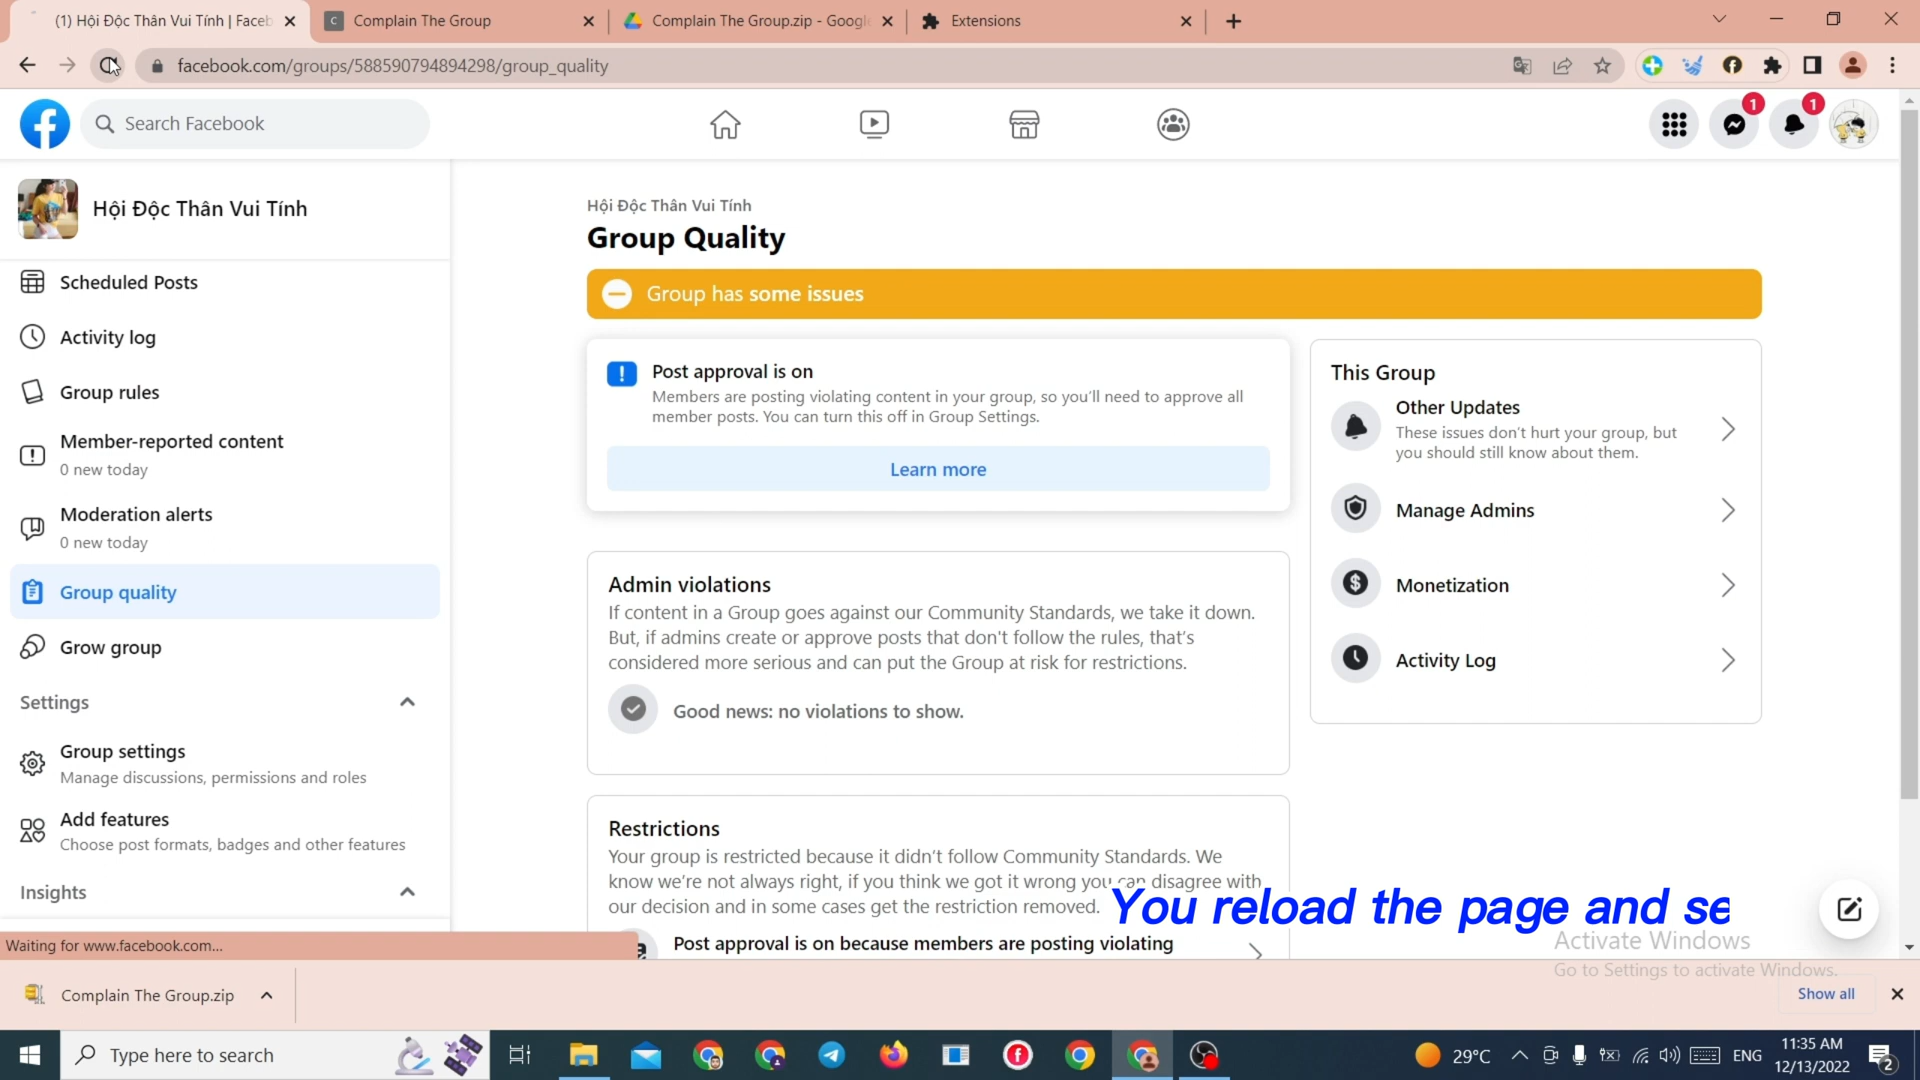 (1) Hội Độc Thân Vui Tính | Faceb
Complain The Group
Complain The Group.zip - Google
Extensions
facebook.com/groups/588590794894298/group_quality
Search Facebook
1
1
Hội Độc Thân Vui Tính
Scheduled Posts
Activity log
Group rules
Member-reported content
0 new today
Moderation alerts
0 new today
Group quality
Grow group
Settings
Group settings
Manage discussions, permissions and roles
Add features
Choose post formats, badges and other features
Insights
Waiting for www.facebook.com...
Hội Độc Thân Vui Tính
Group Quality
Group has some issues
Post approval is on
Members are posting violating content in your group, so you'll need to approve all
member posts. You can turn this off in Group Settings.
Learn more
Admin violations
If content in a Group goes against our Community Standards, we take it down.
But, if admins create or approve posts that don't follow the rules, that's
considered more serious and can put the Group at risk for restrictions.
Good news: no violations to show.
Restrictions
Your group is restricted because it didn't follow Community Standards. We
know we're not always right, if you think we got it wrong you can disagree with
our decision and in some cases get the restriction removed.
Post approval is on because members are posting violating
This Group
Other Updates
These issues don't hurt your group, but
you should still know about them.
Manage Admins
Monetization
Activity Log
You reload the page and se
Activate Windows
Go to Settings to activate Windows.
Complain The Group.zip
Show all
Type here to search
29°C
ENG
11:35 AM
12/13/2022
2